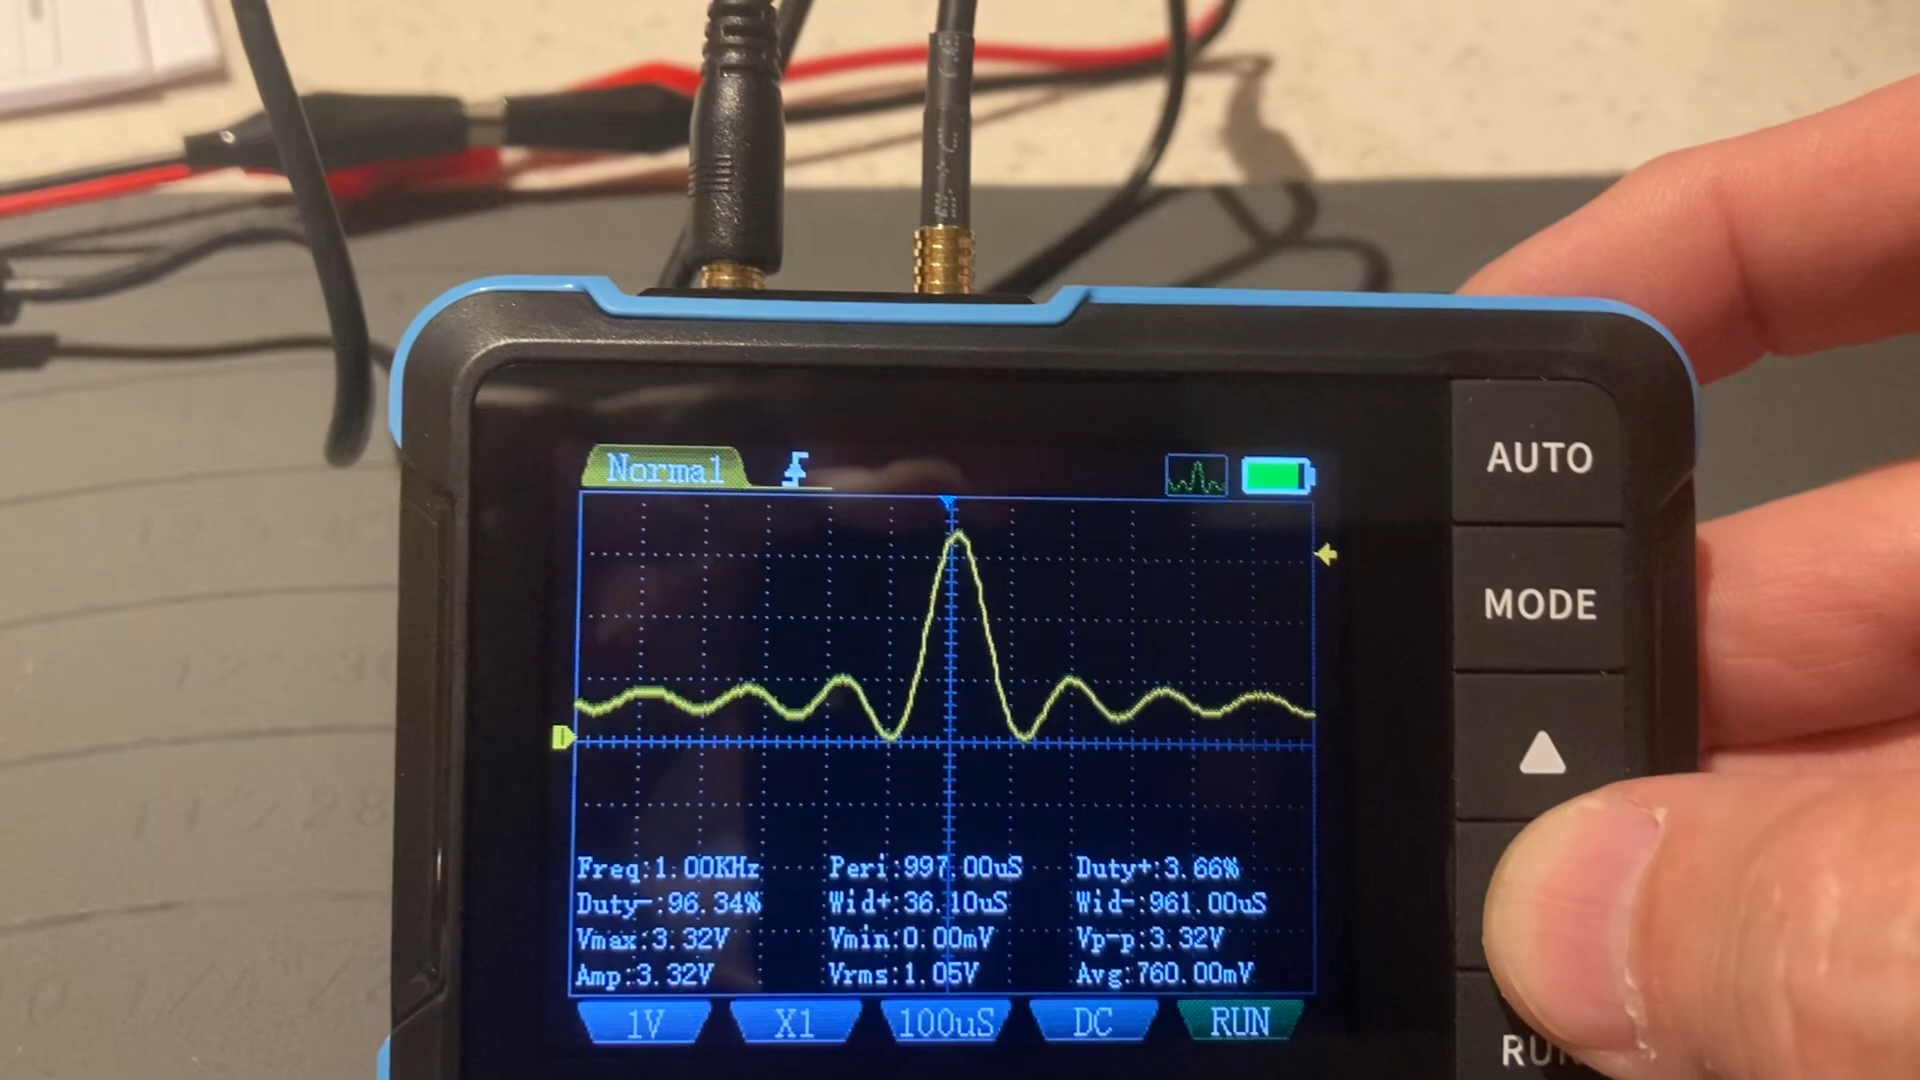 Normal
AUTO
MODE
Freq:1.00KHz Peri:997.00uS Duty+:3.66%
Duty-:96.34% Wid+:36.10uS Wid-:961.00uS
Vmax:3.32V Vmin:0.00mV Vp-p:3.32V
Amp:3.32V Vrms:1.05V Avg:760.00mV
1V X1 100uS DC RUN